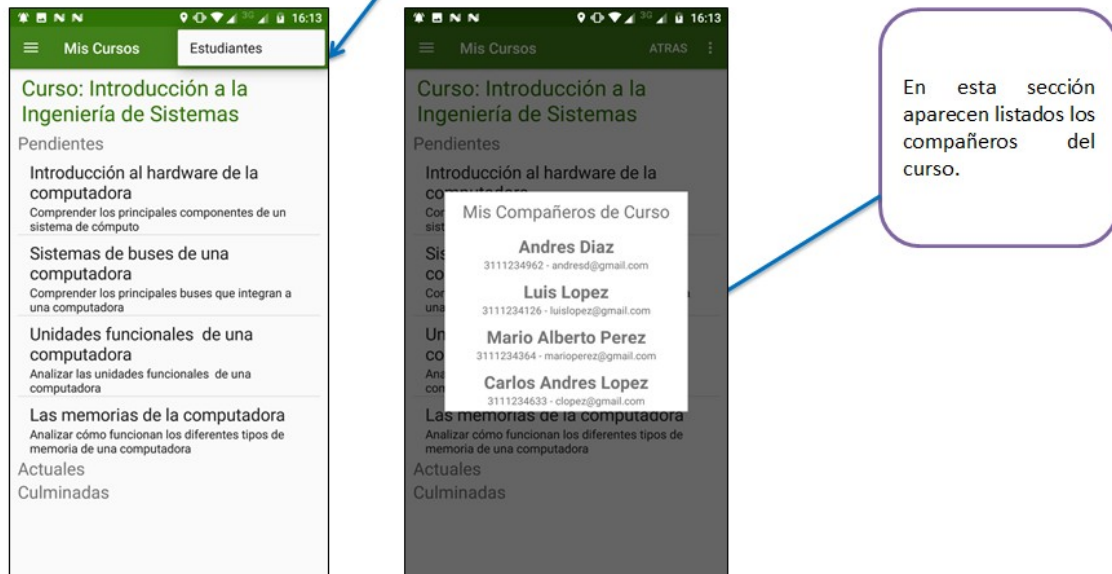 3G 16:13
Mis Cursos
Estudiantes
Curso: Introducción a la
Ingeniería de Sistemas
Pendientes
Introducción al hardware de la
computadora
Comprender los principales componentes de un
sistema de cómputo
Sistemas de buses de una
computadora
Comprender los principales buses que integran a
una computadora
Unidades funcionales de una
computadora
Analizar las unidades funcionales de una
computadora
Las memorias de la computadora
Analizar cómo funcionan los diferentes tipos de
memoria de una computadora
Actuales
Culminadas
3G 16:13
Mis Cursos ATRAS
Curso: Introducción a la
Ingeniería de Sistemas
Pendientes
Introducción al hardware de la
computadora
Mis Compañeros de Curso
Andres Diaz
3111234962 - andresd@gmail.com
Luis Lopez
3111234126 - luislopez@gmail.com
Mario Alberto Perez
3111234364 - marioperez@gmail.com
Carlos Andres Lopez
3111234633 - clopez@gmail.com
Las memorias de la computadora
Analizar cómo funcionan los diferentes tipos de
memoria de una computadora
Actuales
Culminadas
En esta sección
aparecen listados los
compañeros del
curso.